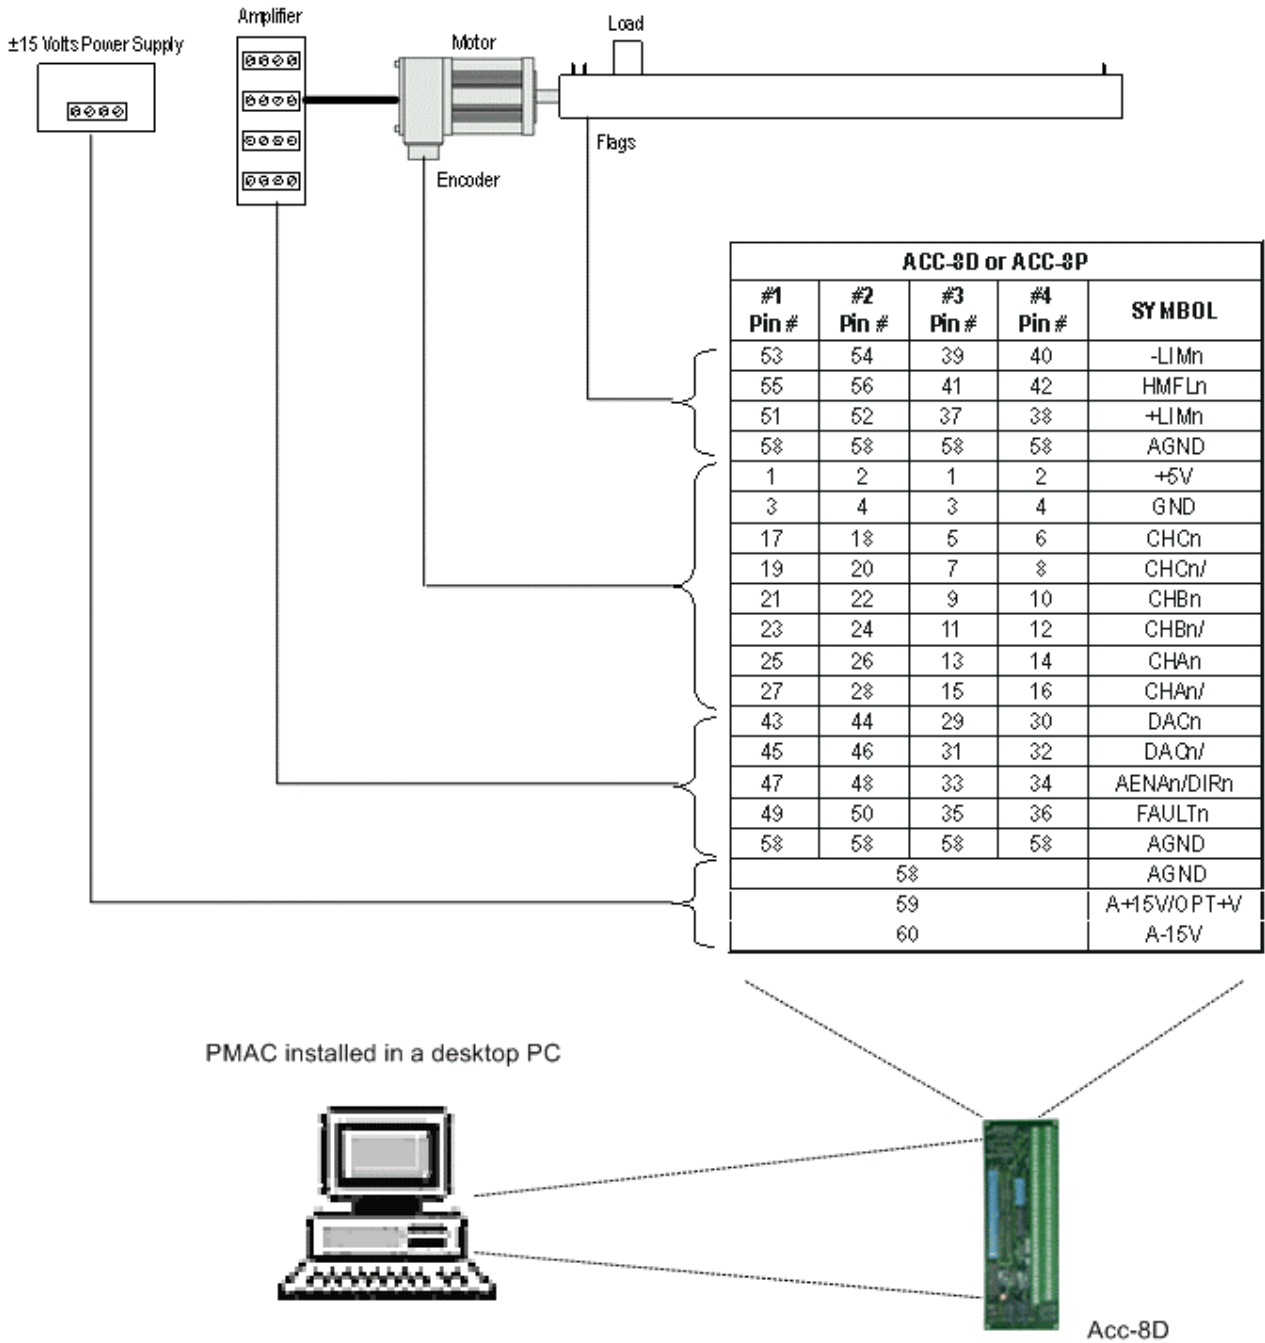 Amplifier
±15 Volts Power Supply
Motor
Load
Flags
Encoder
ACC-8D or ACC-8P
#1 Pin # #2 Pin # #3 Pin # #4 Pin # SYMBOL
53 54 39 40 -LIMn
55 56 41 42 HMFLn
51 52 37 38 +LIMn
58 58 58 58 AGND
1 2 1 2 +5V
3 4 3 4 GND
17 18 5 6 CHCn
19 20 7 8 CHCn/
21 22 9 10 CHBn
23 24 11 12 CHBn/
25 26 13 14 CHAn
27 28 15 16 CHAn/
43 44 29 30 DACn
45 46 31 32 DACn/
47 48 33 34 AENAn/DIRn
49 50 35 36 FAULTn
58 58 58 58 AGND
58 AGND
59 A+15V/OPT+V
60 A-15V
PMAC installed in a desktop PC
Acc-8D